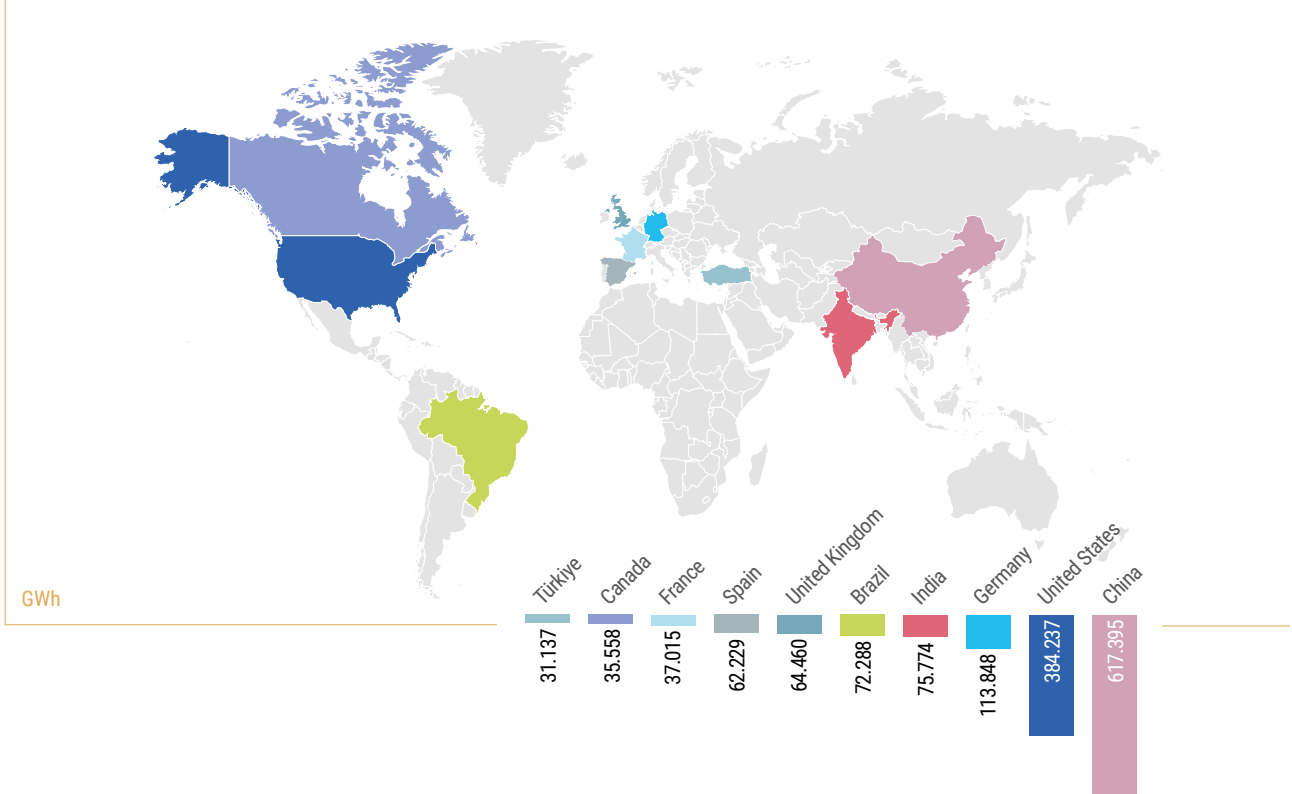 GWh
Türkiye
Canada
France
Spain
United Kingdom
Brazil
India
Germany
United States
China
31.137
35.558
37.015
62.229
64.460
72.288
75.774
113.848
384.237
617.395